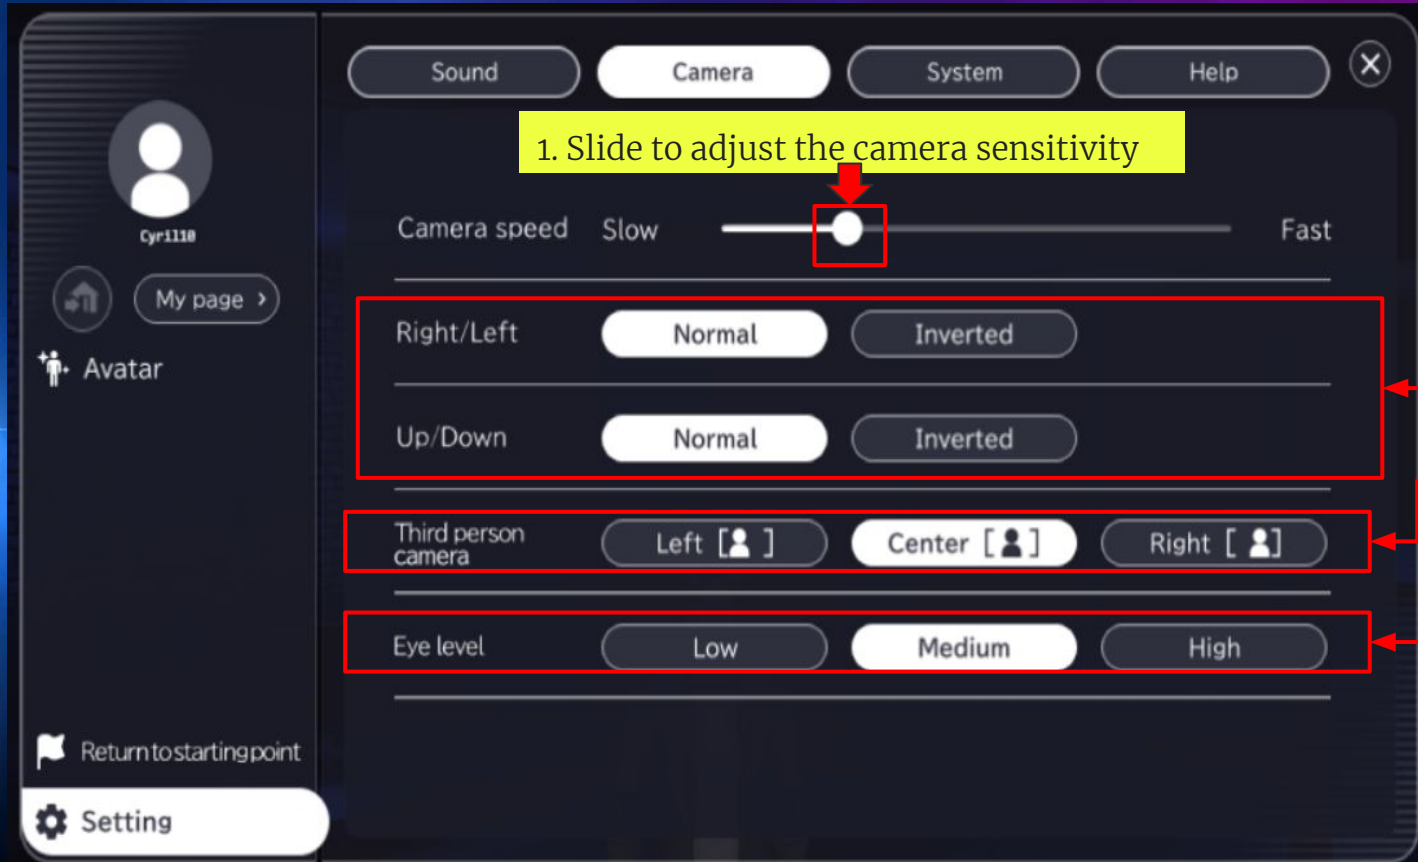 Sound Camera System Help
1. Slide to adjust the camera sensitivity
Cyril10
My page >
Avatar
Return to starting point
Setting
Camera speed Slow Fast
Right/Left Normal Inverted
Up/Down Normal Inverted
Third person
camera
Left [ ] Center [ ] Right [ ]
Eye level Low Medium High